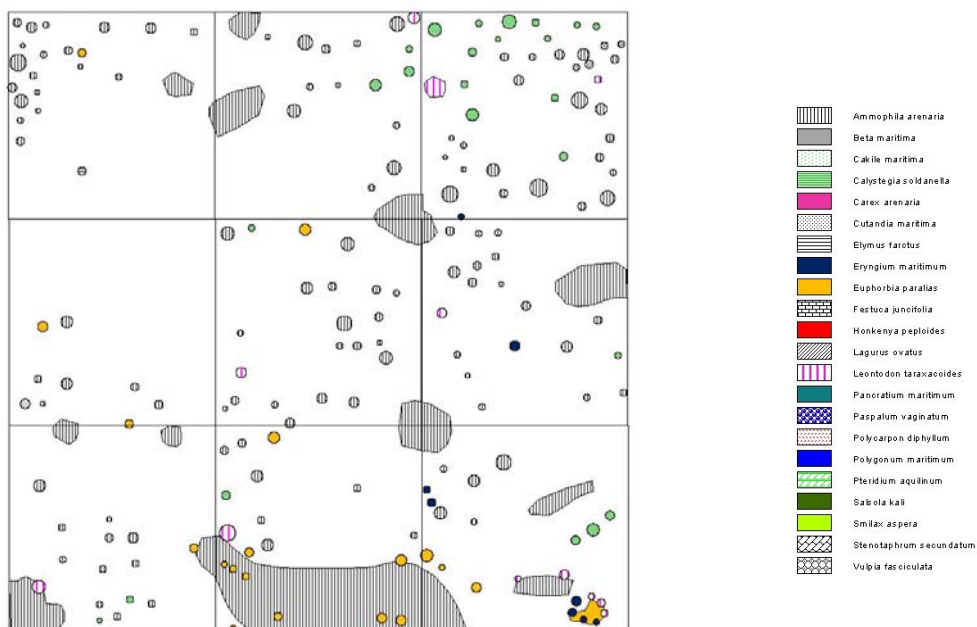 Ammophila arenaria
Beta maritima
Cakile maritima
Calystegia soldanella
Carex arenaria
Cutandia maritima
Elymus farctus
Eryngium maritimum
Euphorbia paralias
Festuca juncifolia
Honkenya peploides
Lagurus ovatus
Leontodon taraxacoides
Pancratium maritimum
Paspalum vaginatum
Polycarpon diphyllum
Polygonum maritimum
Pteridium aquilinum
Salsola kali
Smilax aspera
Stenotaphrum secundatum
Vulpia fasciculata